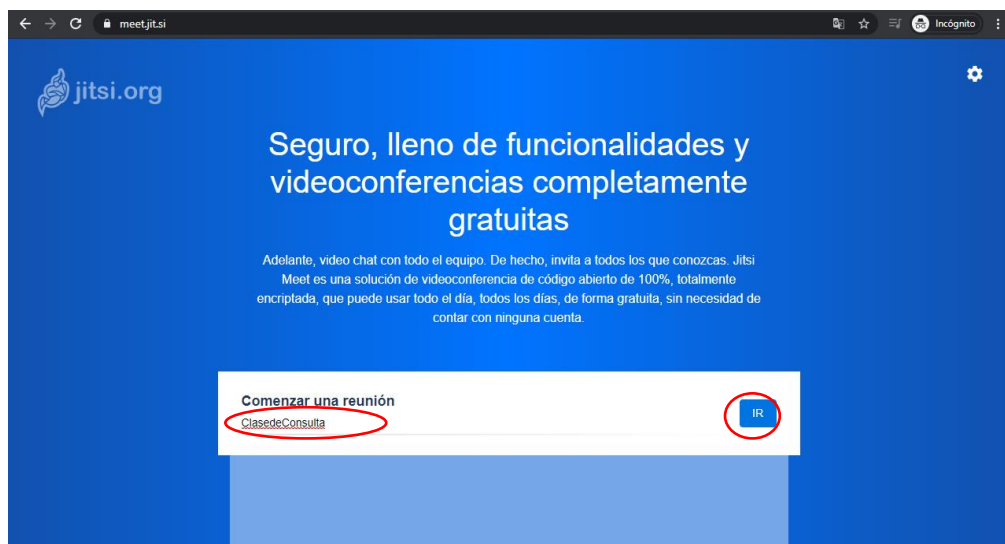 meet.jit.si
Incógnito
jitsi.org
Seguro, lleno de funcionalidades y
videoconferencias completamente
gratuitas
Adelante, video chat con todo el equipo. De hecho, invita a todos los que conozcas. Jitsi
Meet es una solución de videoconferencia de código abierto de 100%, totalmente
encriptada, que puede usar todo el día, todos los días, de forma gratuita, sin necesidad de
contar con ninguna cuenta.
Comenzar una reunión
ClasedeConsulta
IR